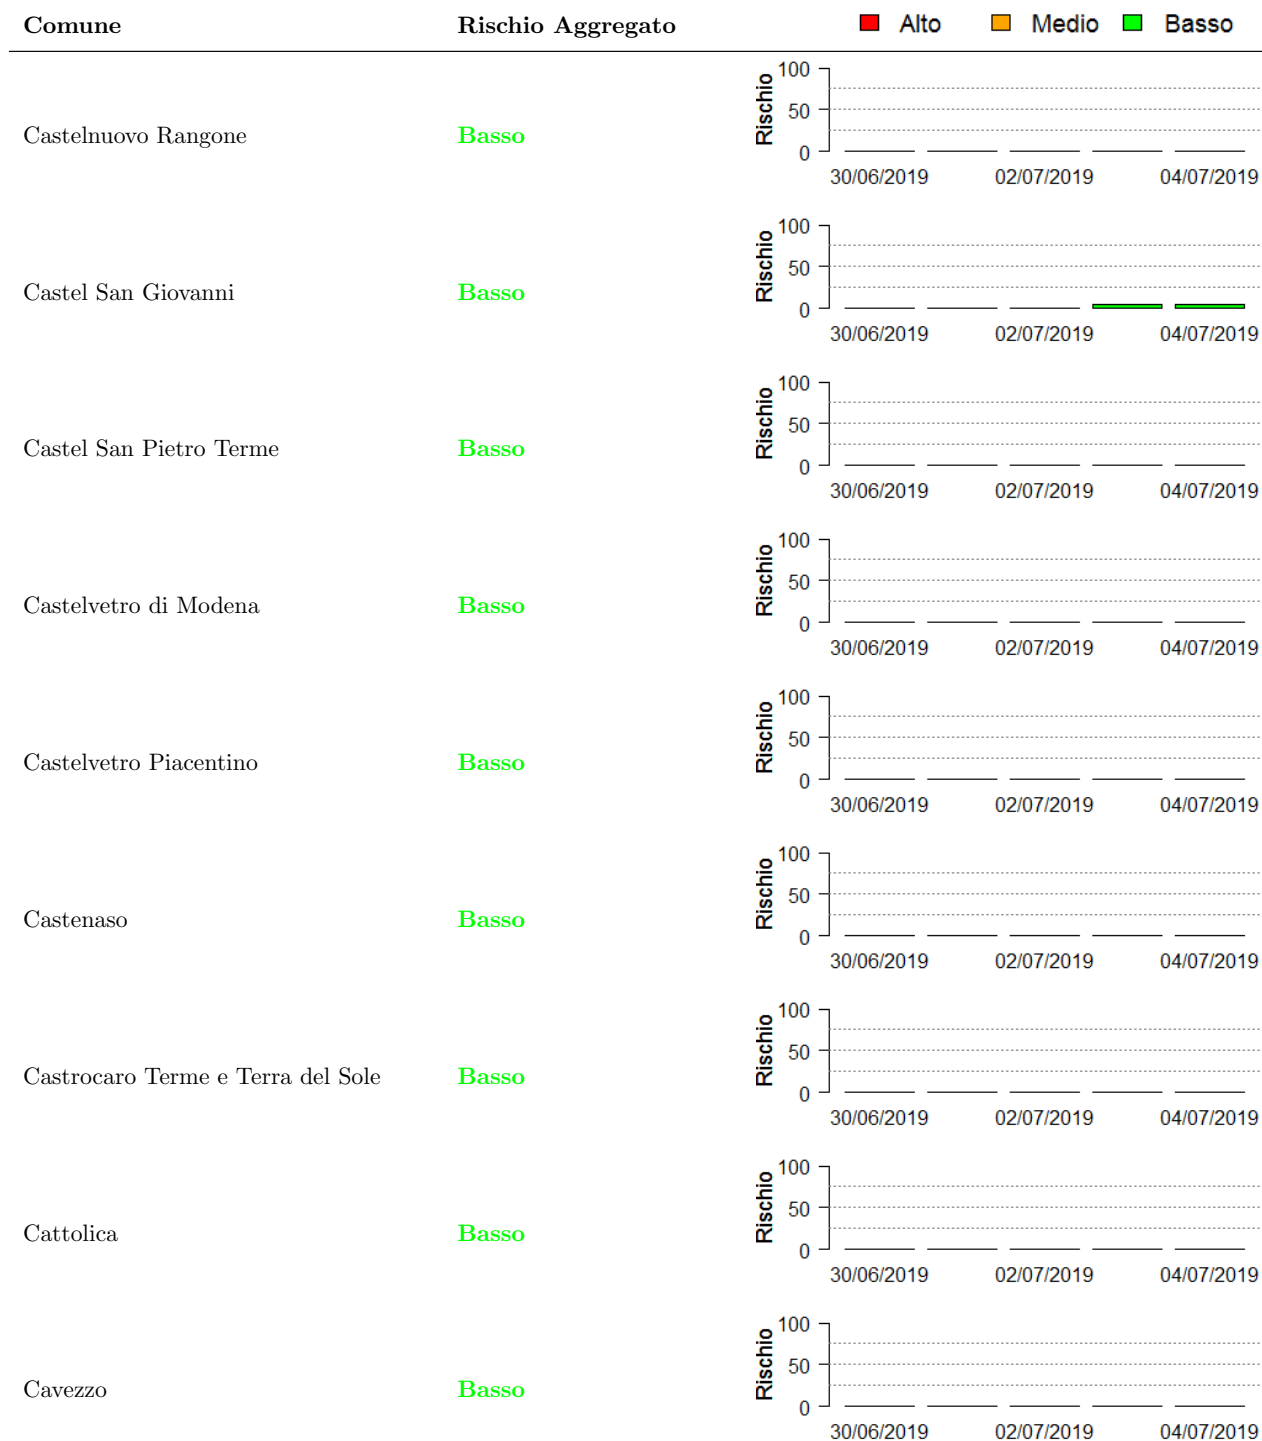 Comune Rischio Aggregato Alto Medio Basso
Castelnuovo Rangone Basso
Rischio
100
50
0
30/06/2019 02/07/2019 04/07/2019
Castel San Giovanni Basso
Rischio
100
50
0
30/06/2019 02/07/2019 04/07/2019
Castel San Pietro Terme Basso
Rischio
100
50
0
30/06/2019 02/07/2019 04/07/2019
Castelvetro di Modena Basso
Rischio
100
50
0
30/06/2019 02/07/2019 04/07/2019
Castelvetro Piacentino Basso
Rischio
100
50
0
30/06/2019 02/07/2019 04/07/2019
Castenaso Basso
Rischio
100
50
0
30/06/2019 02/07/2019 04/07/2019
Castrocaro Terme e Terra del Sole Basso
Rischio
100
50
0
30/06/2019 02/07/2019 04/07/2019
Cattolica Basso
Rischio
100
50
0
30/06/2019 02/07/2019 04/07/2019
Cavezzo Basso
Rischio
100
50
0
30/06/2019 02/07/2019 04/07/2019